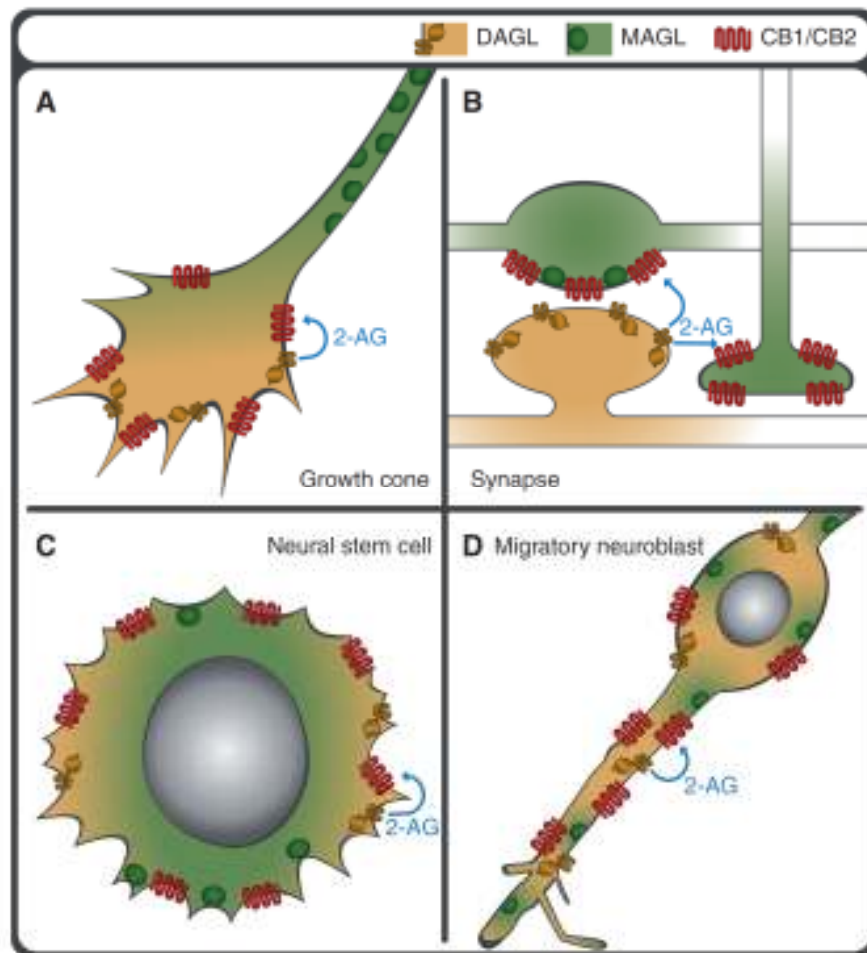 DAGL MAGL CB1/CB2
A
2-AG
Growth cone
B
2-AG
Synapse
C Neural stem cell
2-AG
D Migratory neuroblast
2-AG